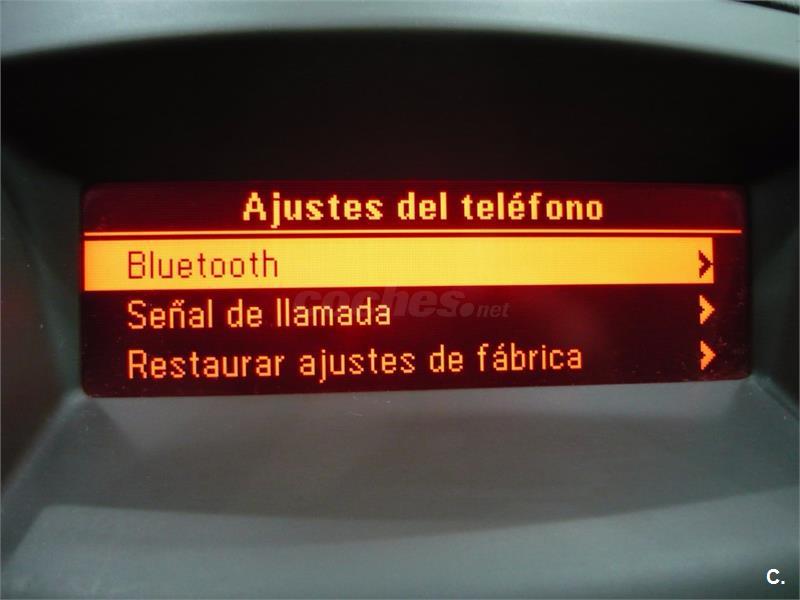 Ajustes del teléfono
Bluetooth
Señal de llamada
coches.net
Restaurar ajustes de fábrica
C.